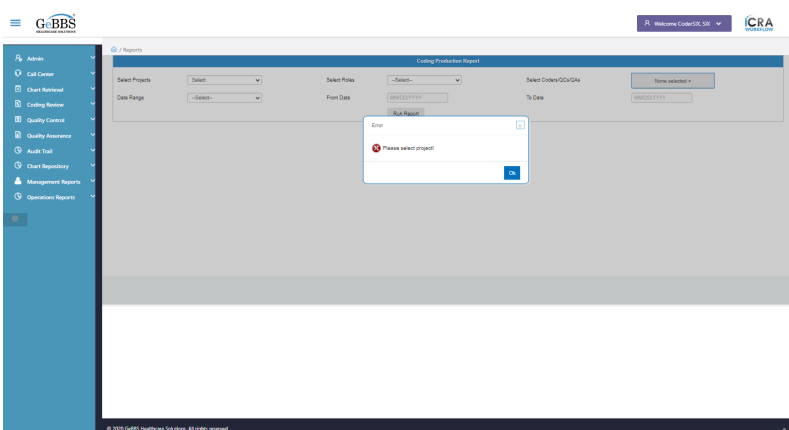 GeBBS
HEALTHCARE SOLUTIONS
Welcome CoderSIX, SIX
iCRA
WORKFLOW
/ Reports
Admin
Call Center
Chart Retrieval
Coding Review
Quality Control
Quality Assurance
Audit Trail
Chart Repository
Management Reports
Operations Reports
Coding Production Report
Select Projects
Select
Select Roles
--Select--
Select Coders/QCs/QAs
None selected
Date Range
--Select--
From Date
MM/DD/YYYY
To Date
MM/DD/YYYY
Run Report
Error
x
Please select project!
Ok
© 2020 GeBBS Healthcare Solutions. All rights reserved